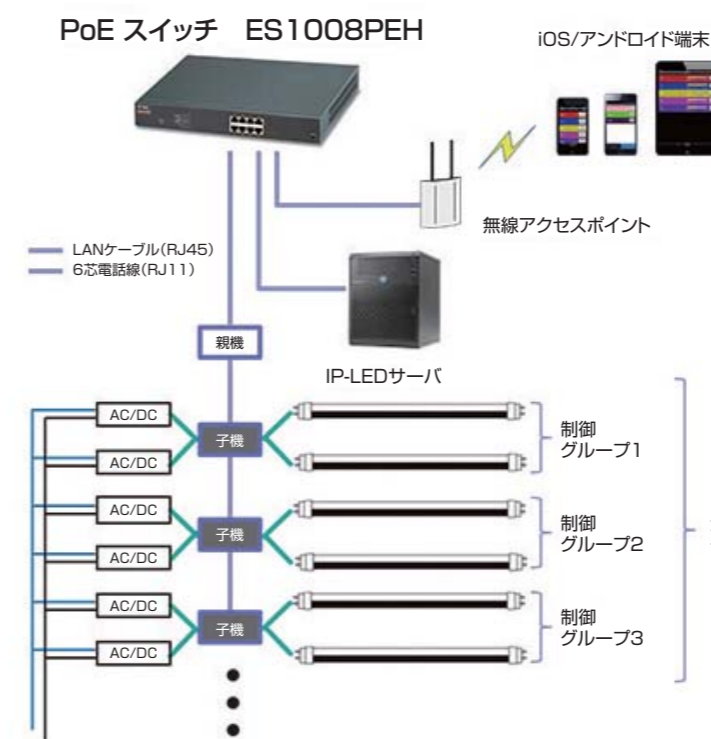 PoE スイッチ ES1008PEH
iOS/アンドロイド端末
無線アクセスポイント
LANケーブル(RJ45)
6芯電話線(RJ11)
親機
IP-LEDサーバ
AC/DC
子機
AC/DC
制御
グループ1
AC/DC
子機
AC/DC
制御
グループ2
AC/DC
子機
AC/DC
制御
グループ3